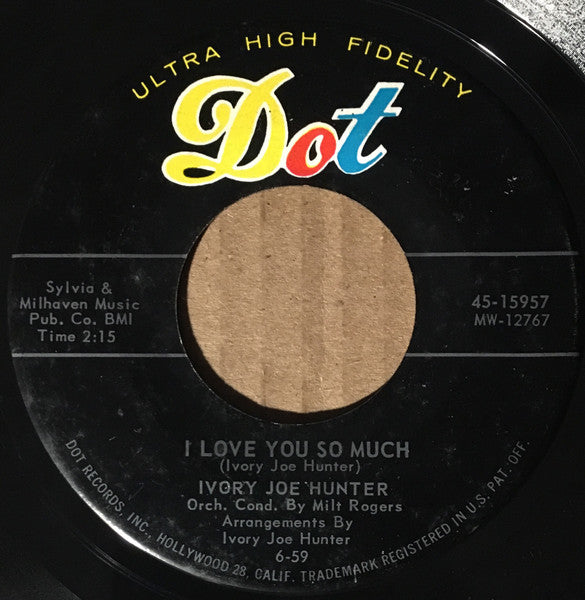 ULTRA HIGH FIDELITY
Dot
Sylvia &
Milhaven Music
Pub. Co. BMI
Time 2:15
45-15957
MW-12767
I LOVE YOU SO MUCH
(Ivory Joe Hunter)
IVORY JOE HUNTER
Orch. Cond. By Milt Rogers
Arrangements By
Ivory Joe Hunter
6-59
DOT RECORDS, INC., HOLLYWOOD 28, CALIF. TRADEMARK REGISTERED IN U.S. PAT. OFF.